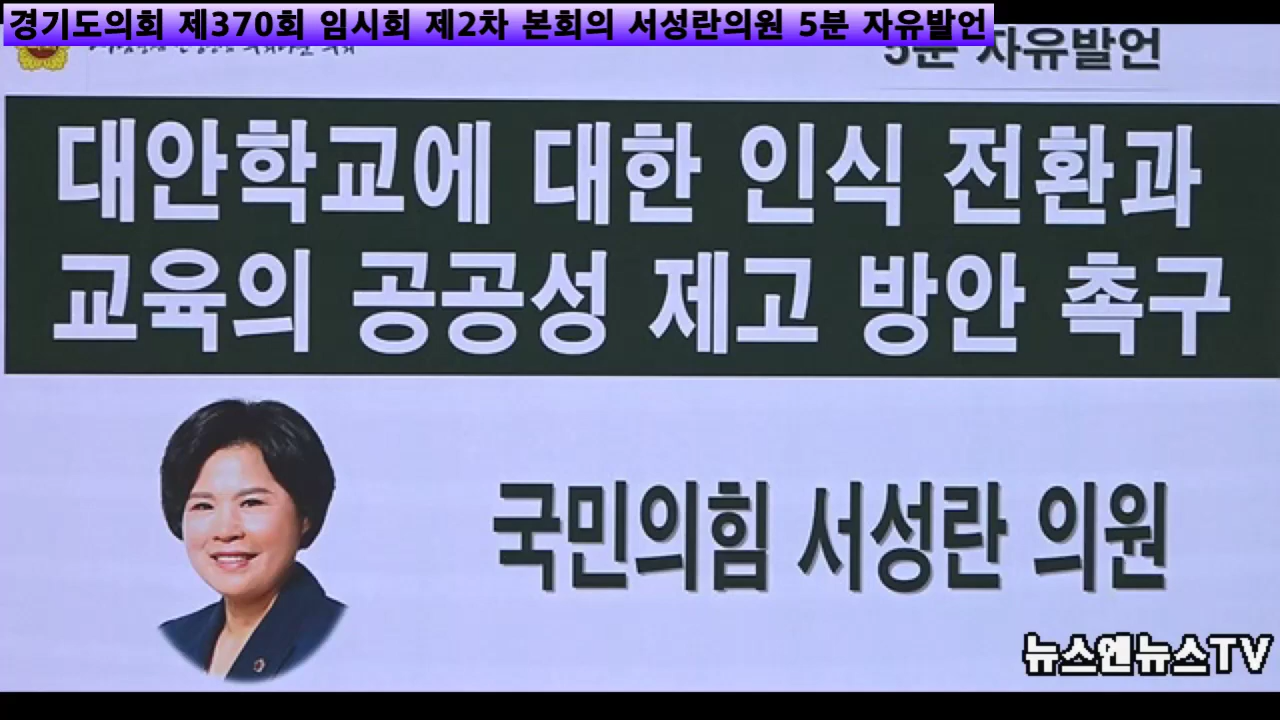 경기도의회 제370회 임시회 제2차 본회의 서성란의원 5분 자유발언
5분 자유발언
대안학교에 대한 인식 전환과
교육의 공공성 제고 방안 촉구
국민의힘 서성란 의원
뉴스엔뉴스TV